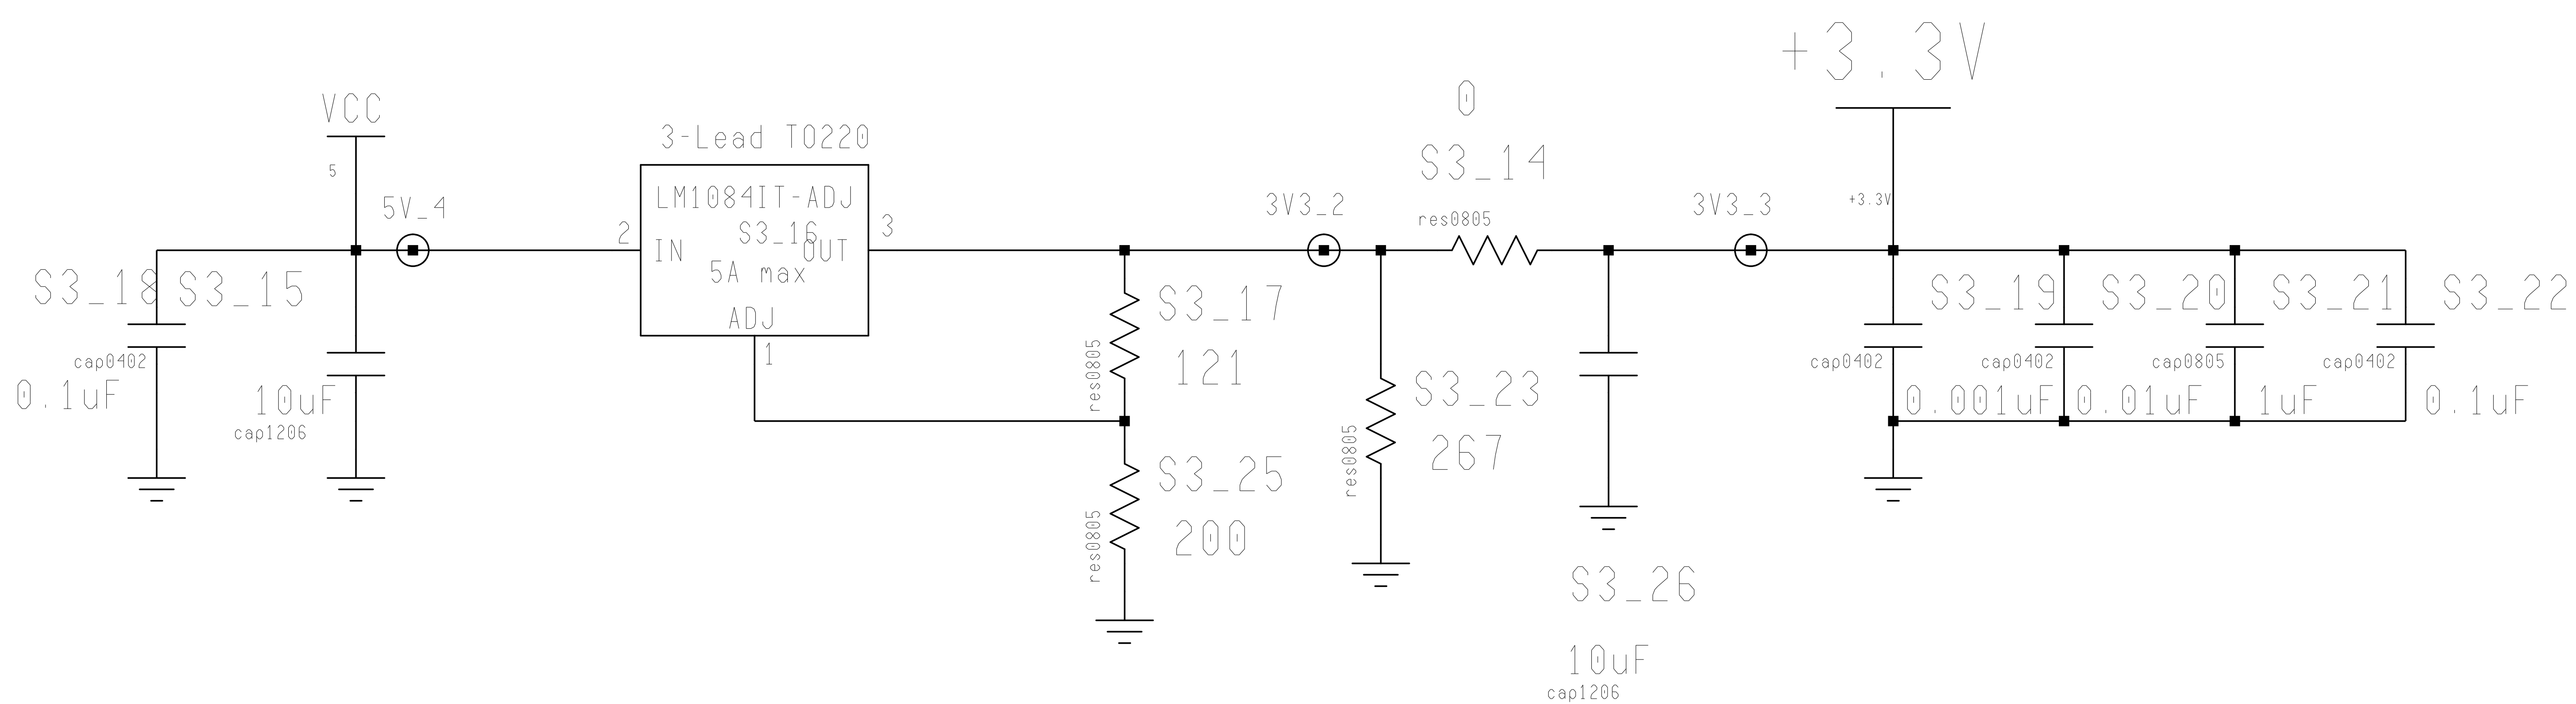 +3.3V
0
VCC
3-Lead TO220
S3_14
5
LM1084IT-ADJ
5V_4
3V3_2
res0805
3V3_3
+3.3V
2
S3_16
3
IN
OUT
5A max
S3_18
S3_15
S3_17
S3_19
S3_20
S3_21
S3_22
ADJ
1
cap0402
res0805
121
cap0402
cap0402
cap0805
cap0402
0.1uF
10uF
S3_23
0.001uF
0.01uF
1uF
0.1uF
cap1206
res0805
267
S3_25
res0805
200
S3_26
10uF
cap1206